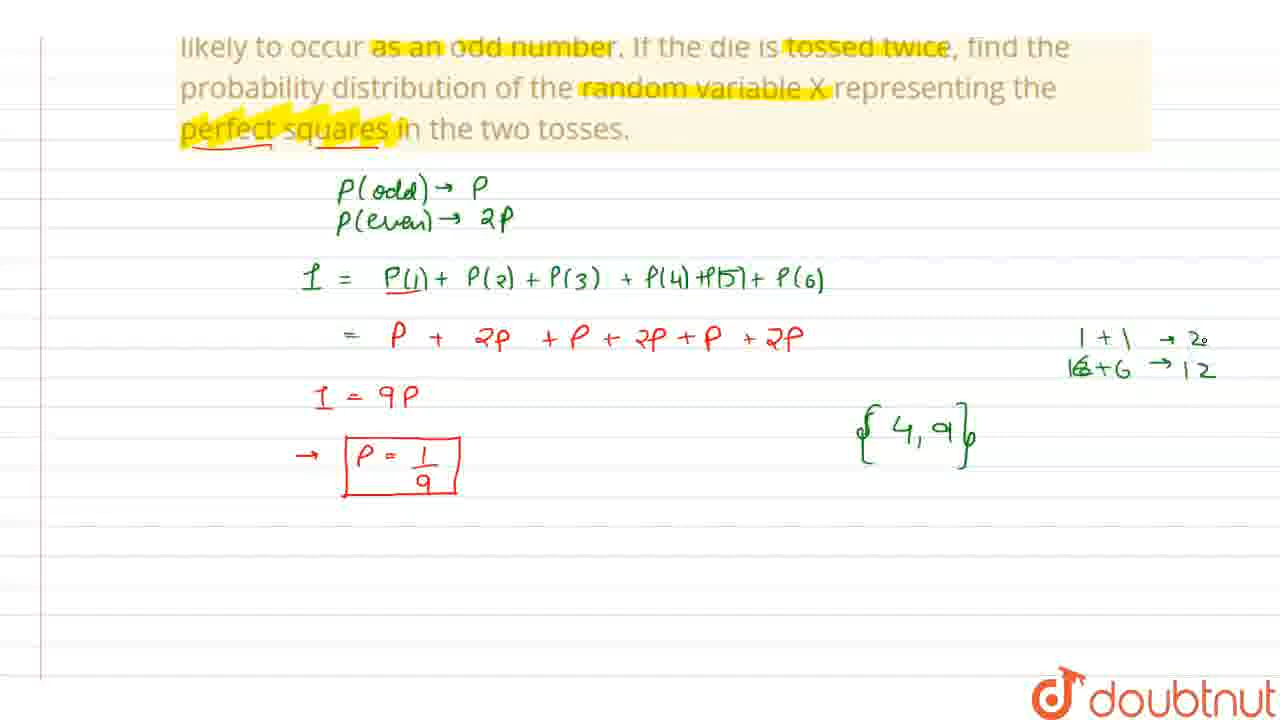 likely to occur as an odd number. If the die is tossed twice, find the
probability distribution of the random variable X representing the
perfect squares in the two tosses.
P(odd) → P
P(even) → 2P
1 = P(1) + P(2) + P(3) + P(4) + P(5) + P(6)
= P + 2P + P + 2P + P + 2P
1 + 1 → 2
6 + 6 → 12
1 = 9P
{4, 9}
→ P = 1/9
doubtnut